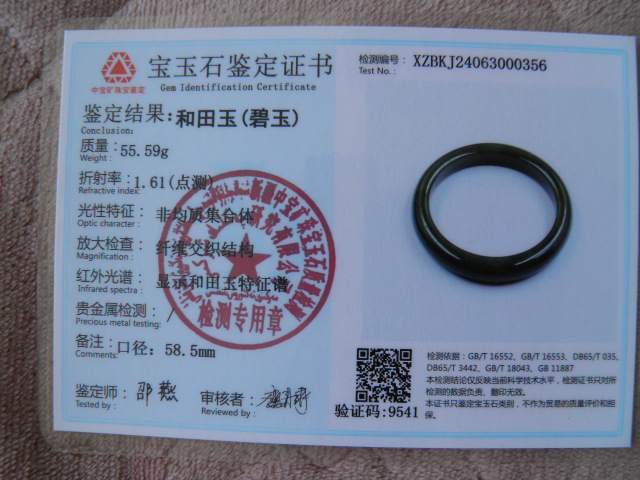 中宝矿珠宝鉴定
宝玉石鉴定证书
Gem Identification Certificate
鉴定结果: 和田玉(碧玉)
Conclusion:
质量: 55.59g
Weight:
折射率: 1.61(点测)
Refractive index:
光性特征: 非均质集合体
Optic character:
放大检查: 纤维交织结构
Magnification:
红外光谱: 显示和田玉特征谱
Infrared spectra:
贵金属检测: /
Precious metal testing:
备注: 口径: 58.5mm
Comments:
鉴定师
Tested by:
审核者:
Reviewed by:
检测专用章
检测编号: XZBKJ24063000356
Test No.:
验证码:9541
检测依据: GB/T 16552、GB/T 16553、DB65/T 035、
DB65/T 3442、GB/T 18043、GB 11887
本检测结论仅反映当前科学技术水平，检测证书只对所
检测的数据负责、翻印无效。
本证书只鉴定宝玉石类别，不作为贸易的质量评价和担
保。